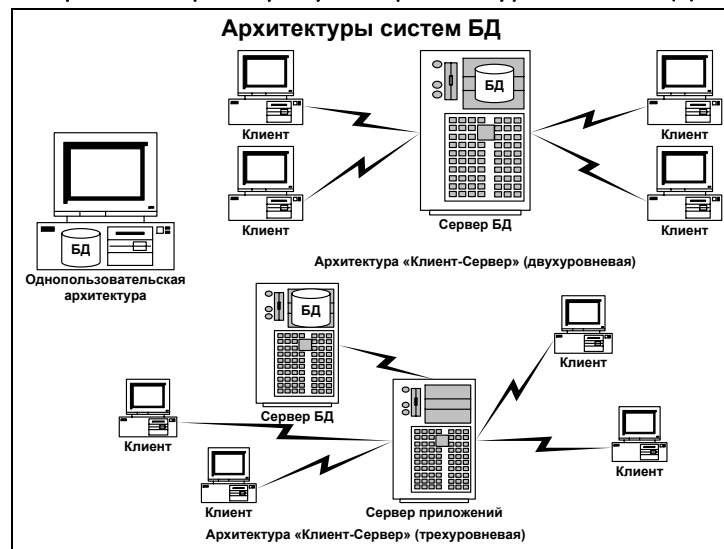 Архитектуры систем БД
Клиент
Клиент
БД
Сервер БД
Клиент
Клиент
Архитектура «Клиент-Сервер» (двухуровневая)
БД
Однопользовательская
архитектура
БД
Сервер БД
Клиент
Клиент
Клиент
Клиент
Сервер приложений
Архитектура «Клиент-Сервер» (трехуровневая)